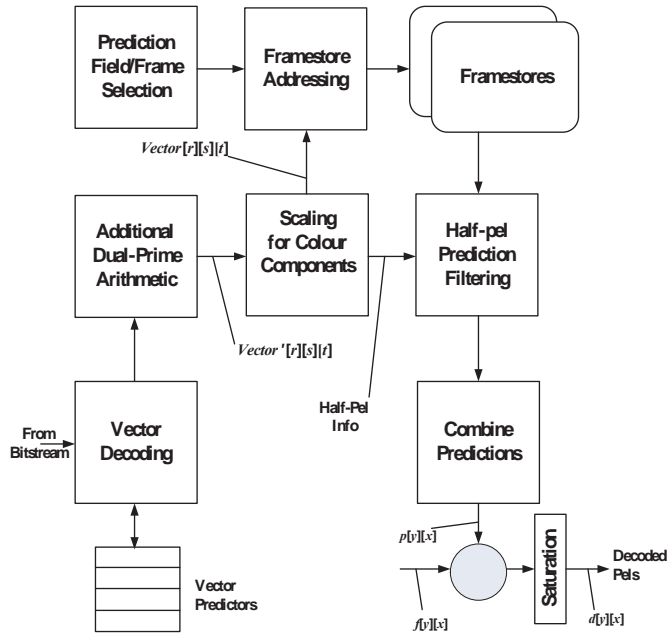 Prediction
Field/Frame
Selection
Framestore
Addressing
Framestores
Vector[r][s][t]
Additional
Dual-Prime
Arithmetic
Scaling
for Colour
Components
Half-pel
Prediction
Filtering
Vector'[r][s][t]
Half-Pel
Info
From
Bitstream
Vector
Decoding
Combine
Predictions
p[y][x]
Vector
Predictors
f[y][x]
Saturation
d[y][x]
Decoded
Pels